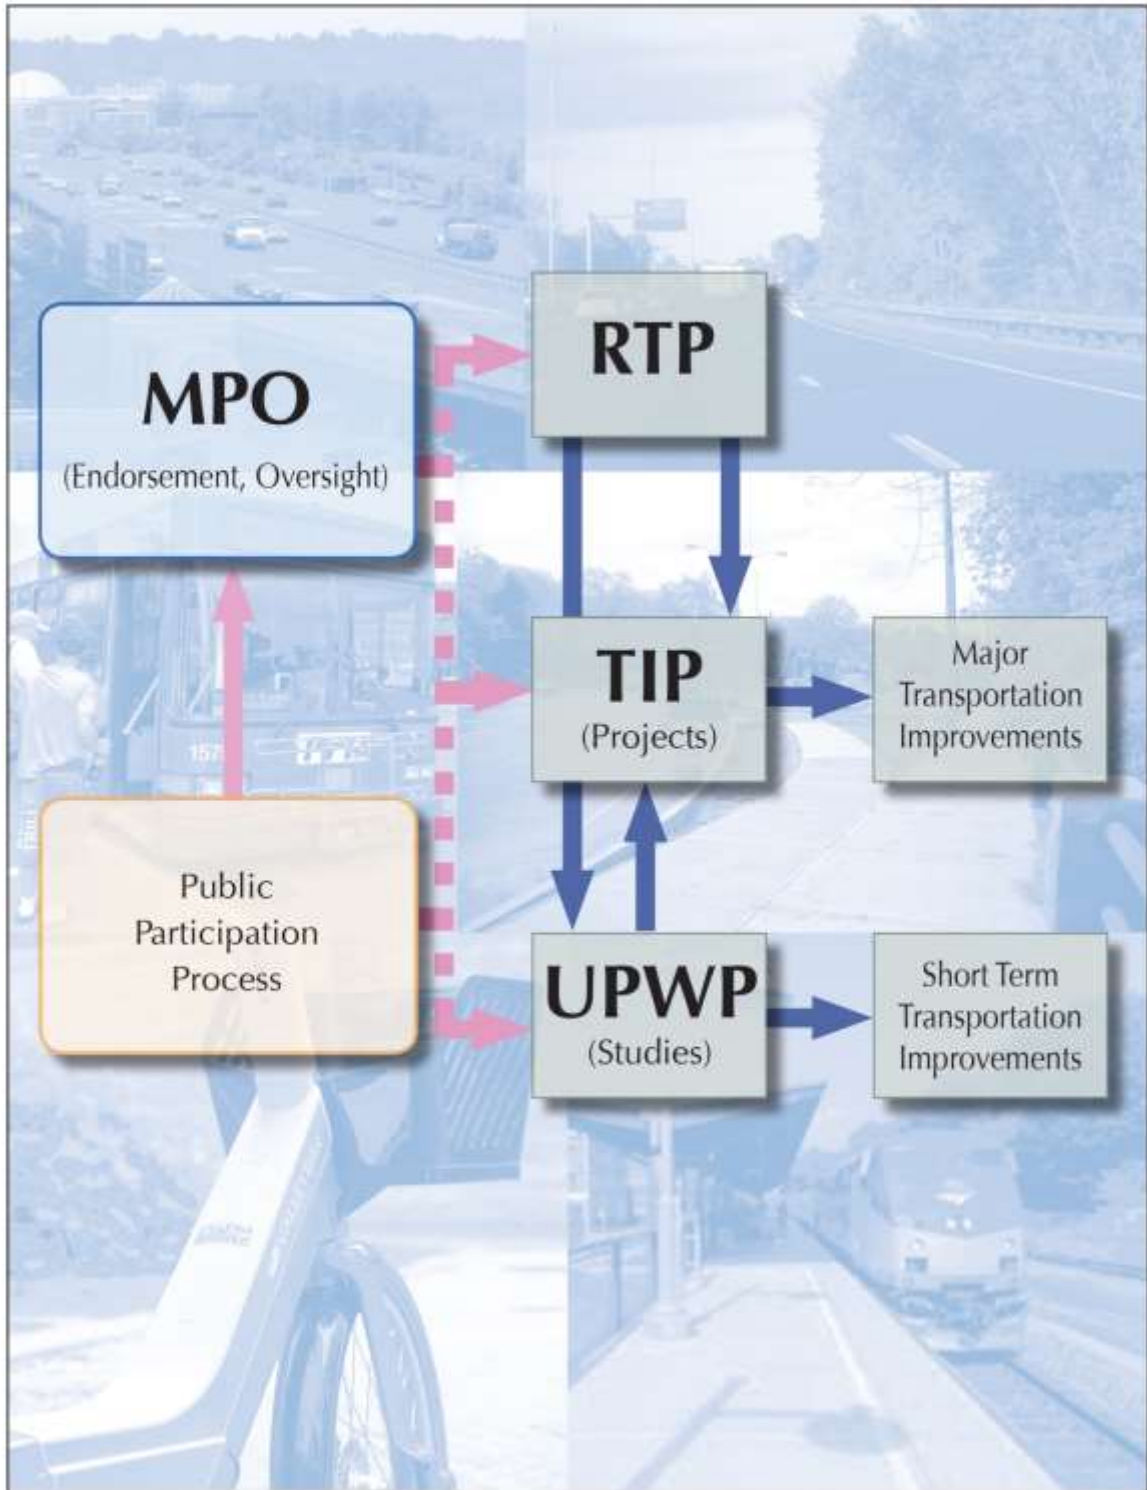 MPO
(Endorsement, Oversight)
RTP
TIP
(Projects)
Major
Transportation
Improvements
Public
Participation
Process
UPWP
(Studies)
Short Term
Transportation
Improvements